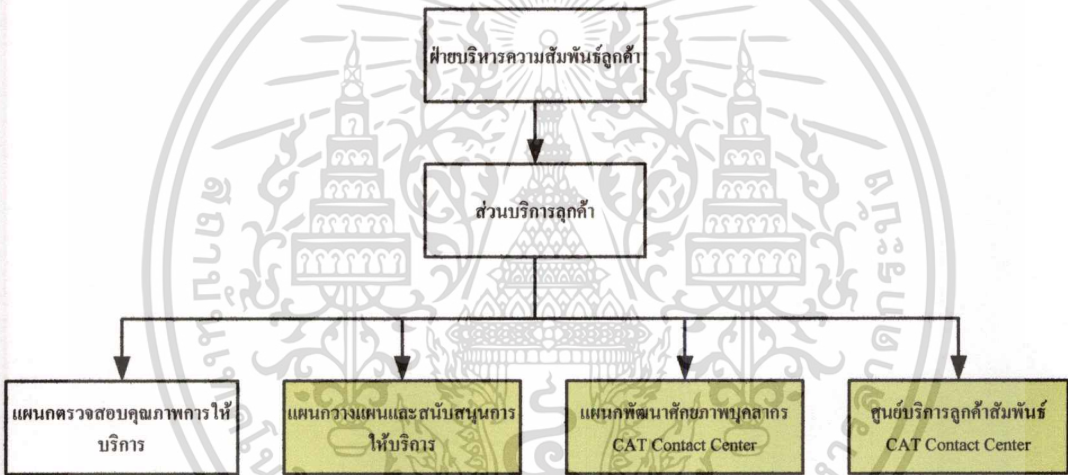 ฝ่ายบริหารความสัมพันธ์ลูกค้า
ส่วนบริการลูกค้า
แผนกตรวจสอบคุณภาพการให้
บริการ
แผนกวางแผนและสนับสนุนการ
ให้บริการ
แผนกพัฒนาศักยภาพบุคลากร
CAT Contact Center
ศูนย์บริการลูกค้าสัมพันธ์
CAT Contact Center